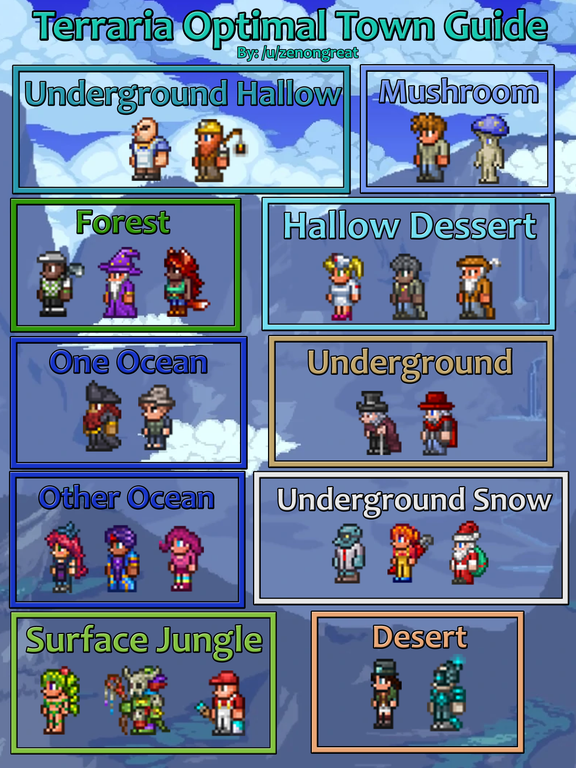 Terraria Optimal Town Guide
By: /u/zenongreat
Underground Hallow
Mushroom
Forest
Hallow Dessert
One Ocean
Underground
Other Ocean
Underground Snow
Surface Jungle
Desert